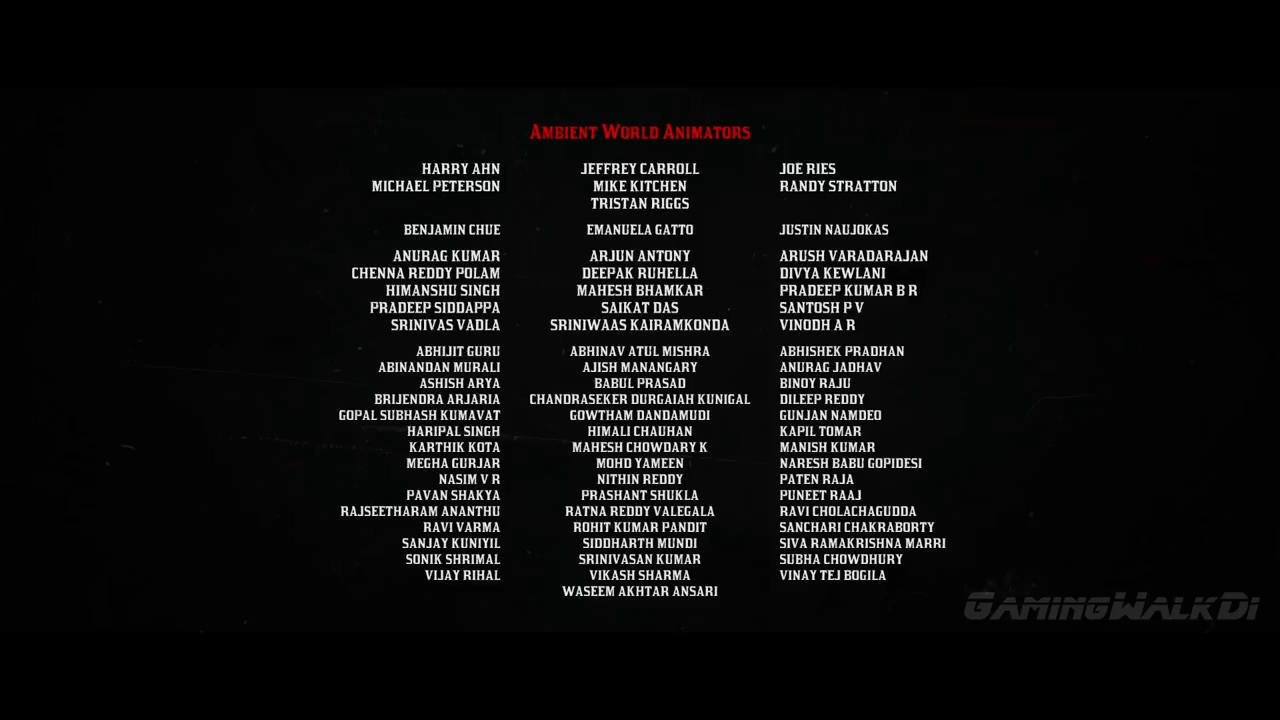 AMBIENT WORLD ANIMATORS
HARRY AHN JEFFREY CARROLL JOE RIES
MICHAEL PETERSON MIKE KITCHEN RANDY STRATTON
TRISTAN RIGGS
BENJAMIN CHUE EMANUELA GATTO JUSTIN NAUJOKAS
ANURAG KUMAR ARJUN ANTONY ARUSH VARADARAJAN
CHENNA REDDY POLAM DEEPAK RUHELLA DIVYA KEWLANI
HIMANSHU SINGH MAHESH BHAMKAR PRADEEP KUMAR B R
PRADEEP SIDDAPPA SAIKAT DAS SANTOSH P V
SRINIVAS VADLA SRINIWAAS KAIRAMKONDA VINODH A R
ABHIJIT GURU ABHINAV ATUL MISHRA ABHISHEK PRADHAN
ABINANDAN MURALI AJISH MANANGARY ANURAG JADHAV
ASHISH ARYA BABUL PRASAD BINOY RAJU
BRIJENDRA ARJARIA CHANDRASEKER DURGAIAH KUNIGAL DILEEP REDDY
GOPAL SUBHASH KUMAVAT GOWTHAM DANDAMUDI GUNJAN NAMDEO
HARIPAL SINGH HIMALI CHAUHAN KAPIL TOMAR
KARTHIK KOTA MAHESH CHOWDARY K MANISH KUMAR
MEGHA GURJAR MOHD YAMEEN NARESH BABU GOPIDESI
NASIM V R NITHIN REDDY PATEN RAJA
PAVAN SHAKYA PRASHANT SHUKLA PUNEET RAAJ
RAJSEETHARAM ANANTHU RATNA REDDY VALEGALA RAVI CHOLACHAGUDDA
RAVI VARMA ROHIT KUMAR PANDIT SANCHARI CHAKRABORTY
SANJAY KUNIYIL SIDDHARTH MUNDI SIVA RAMAKRISHNA MARRI
SONIK SHRIMAL SRINIVASAN KUMAR SUBHA CHOWDHURY
VIJAY RIHAL VIKASH SHARMA VINAY TEJ BOGILA
WASEEM AKHTAR ANSARI
GAMINGWALKDI